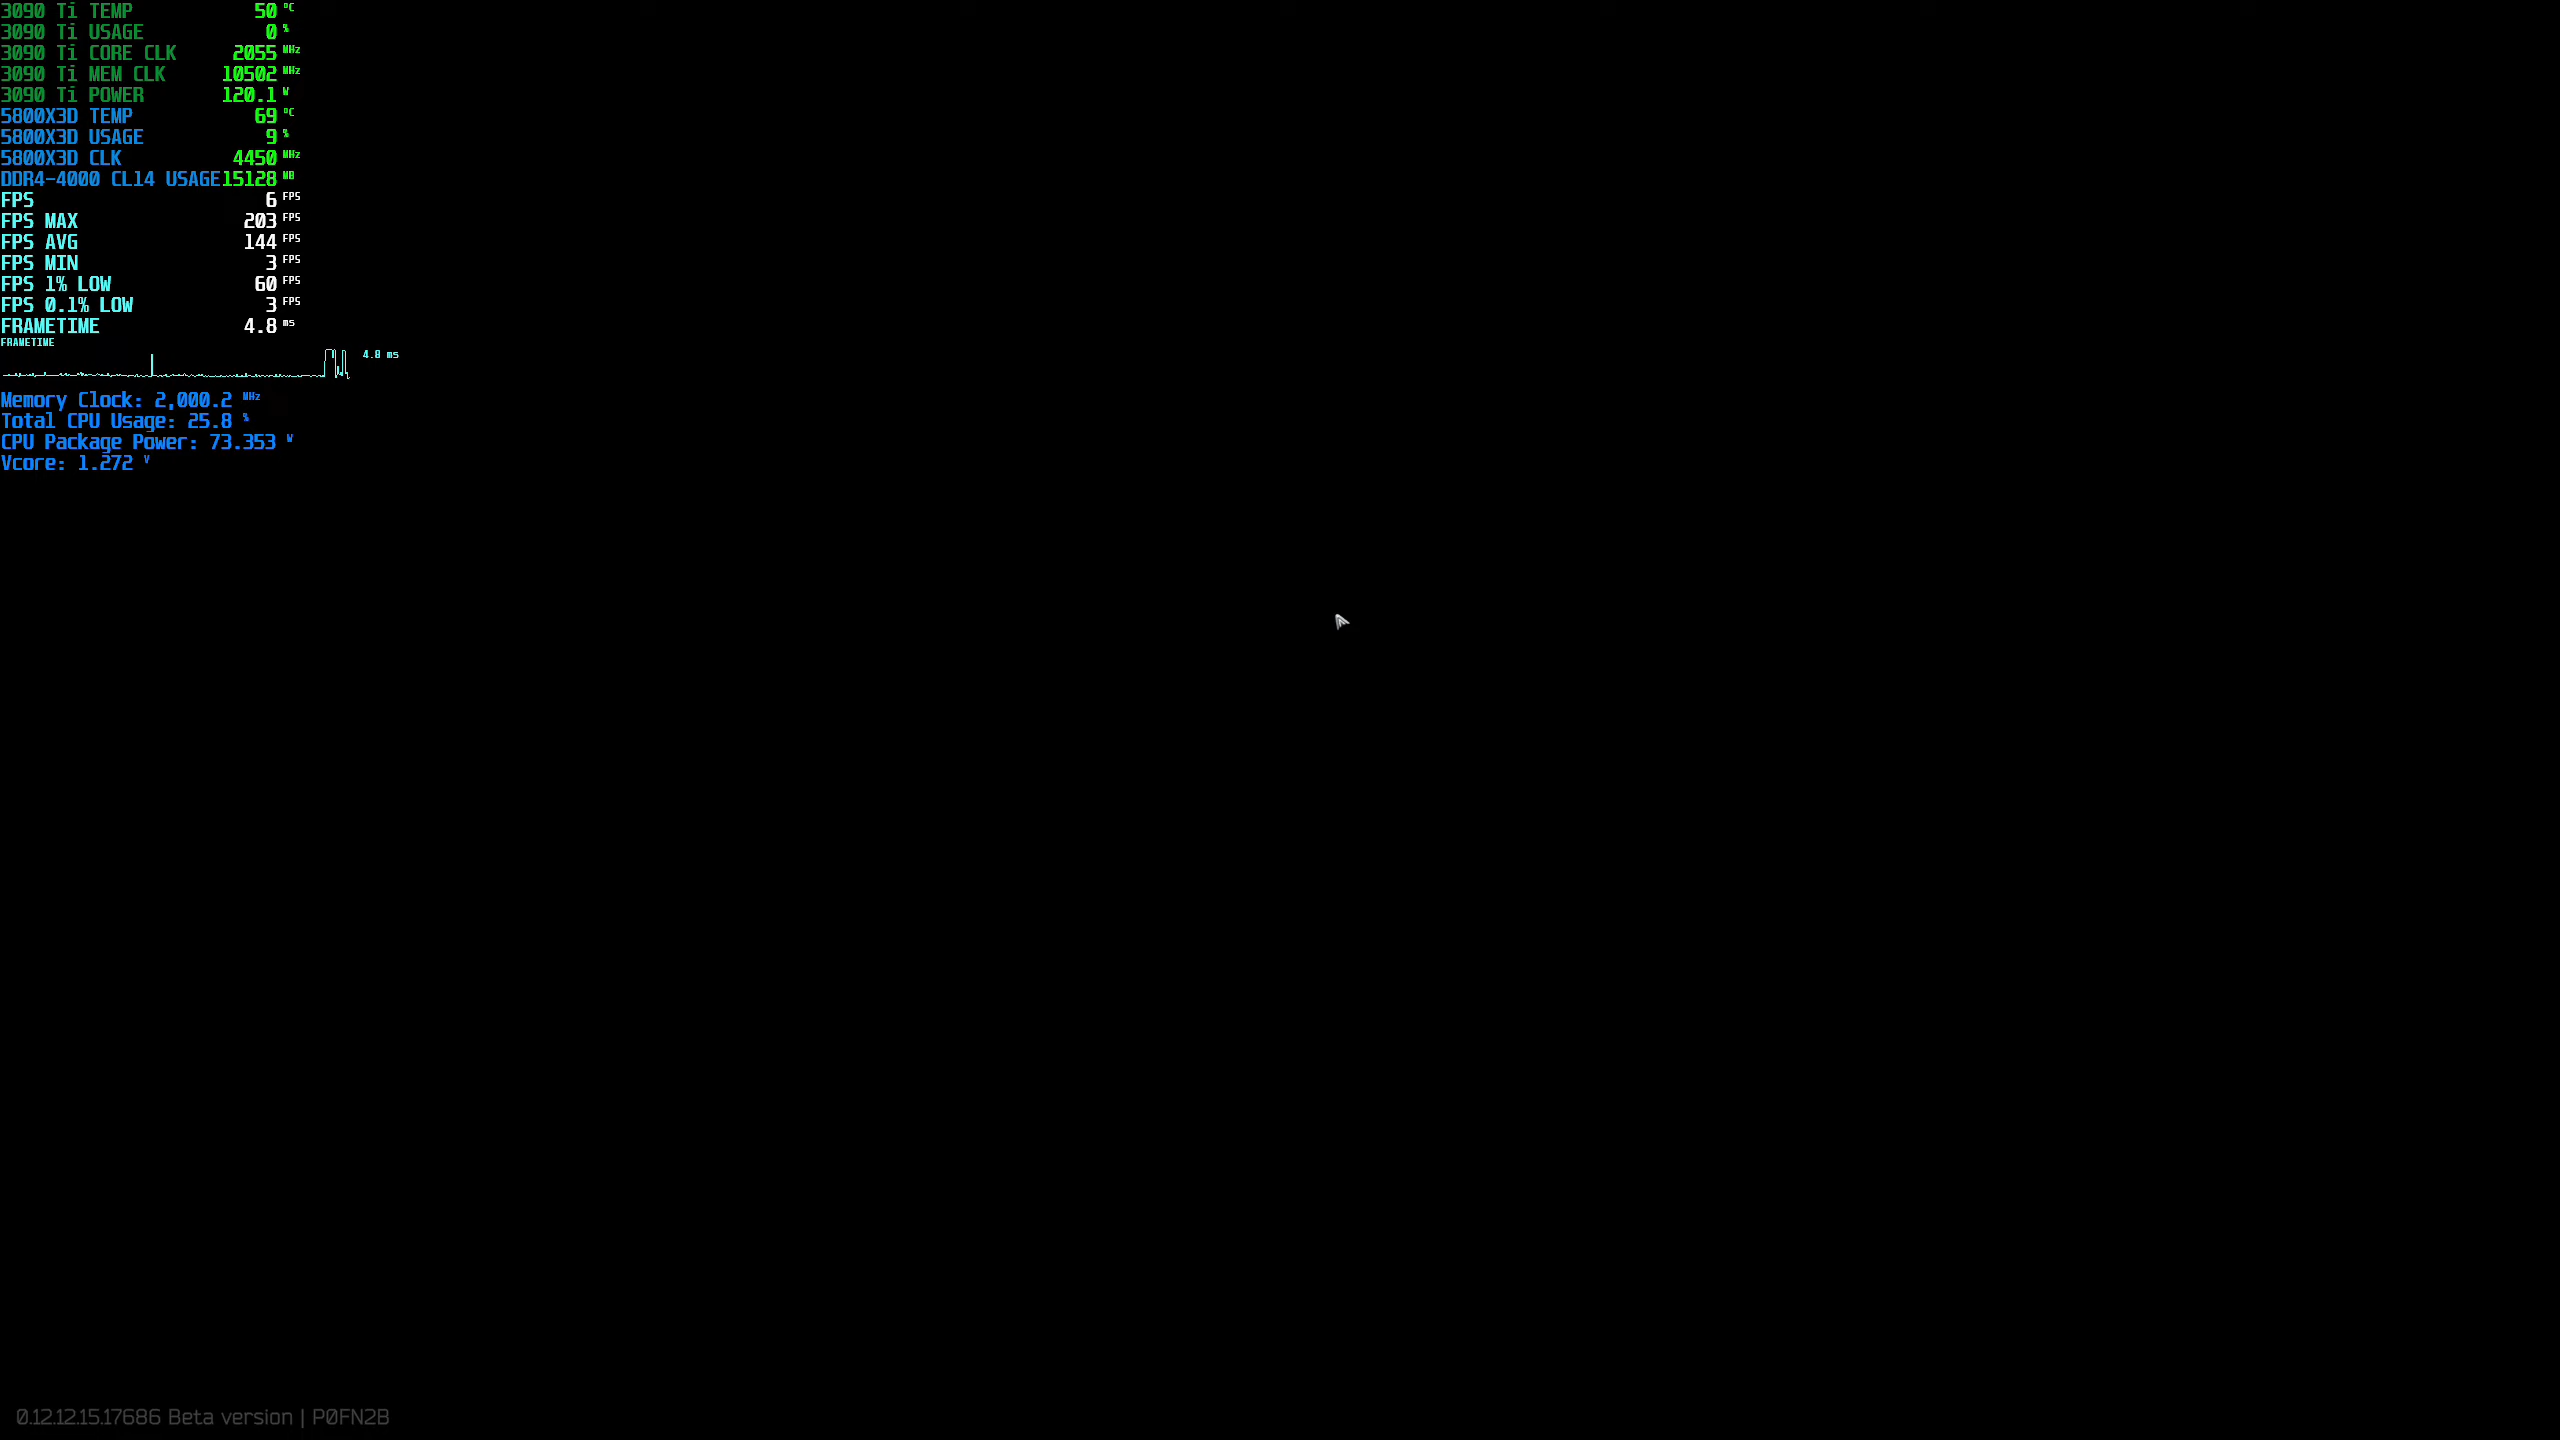 3090 Ti TEMP 50 °C
3090 Ti USAGE 0 %
3090 Ti CORE CLK 2055 MHz
3090 Ti MEM CLK 10502 MHz
3090 Ti POWER 120.1 W
5800X3D TEMP 69 °C
5800X3D USAGE 9 %
5800X3D CLK 4450 MHz
DDR4-4000 CL14 USAGE 15128 MB
FPS 6 FPS
FPS MAX 203 FPS
FPS AVG 144 FPS
FPS MIN 3 FPS
FPS 1% LOW 60 FPS
FPS 0.1% LOW 3 FPS
FRAMETIME 4.8 ms
FRAMETIME
4.8 ms
Memory Clock: 2,000.2 MHz
Total CPU Usage: 25.8 %
CPU Package Power: 73.353 W
Vcore: 1.272 V
0.12.12.15.17686 Beta version | P0FN2B